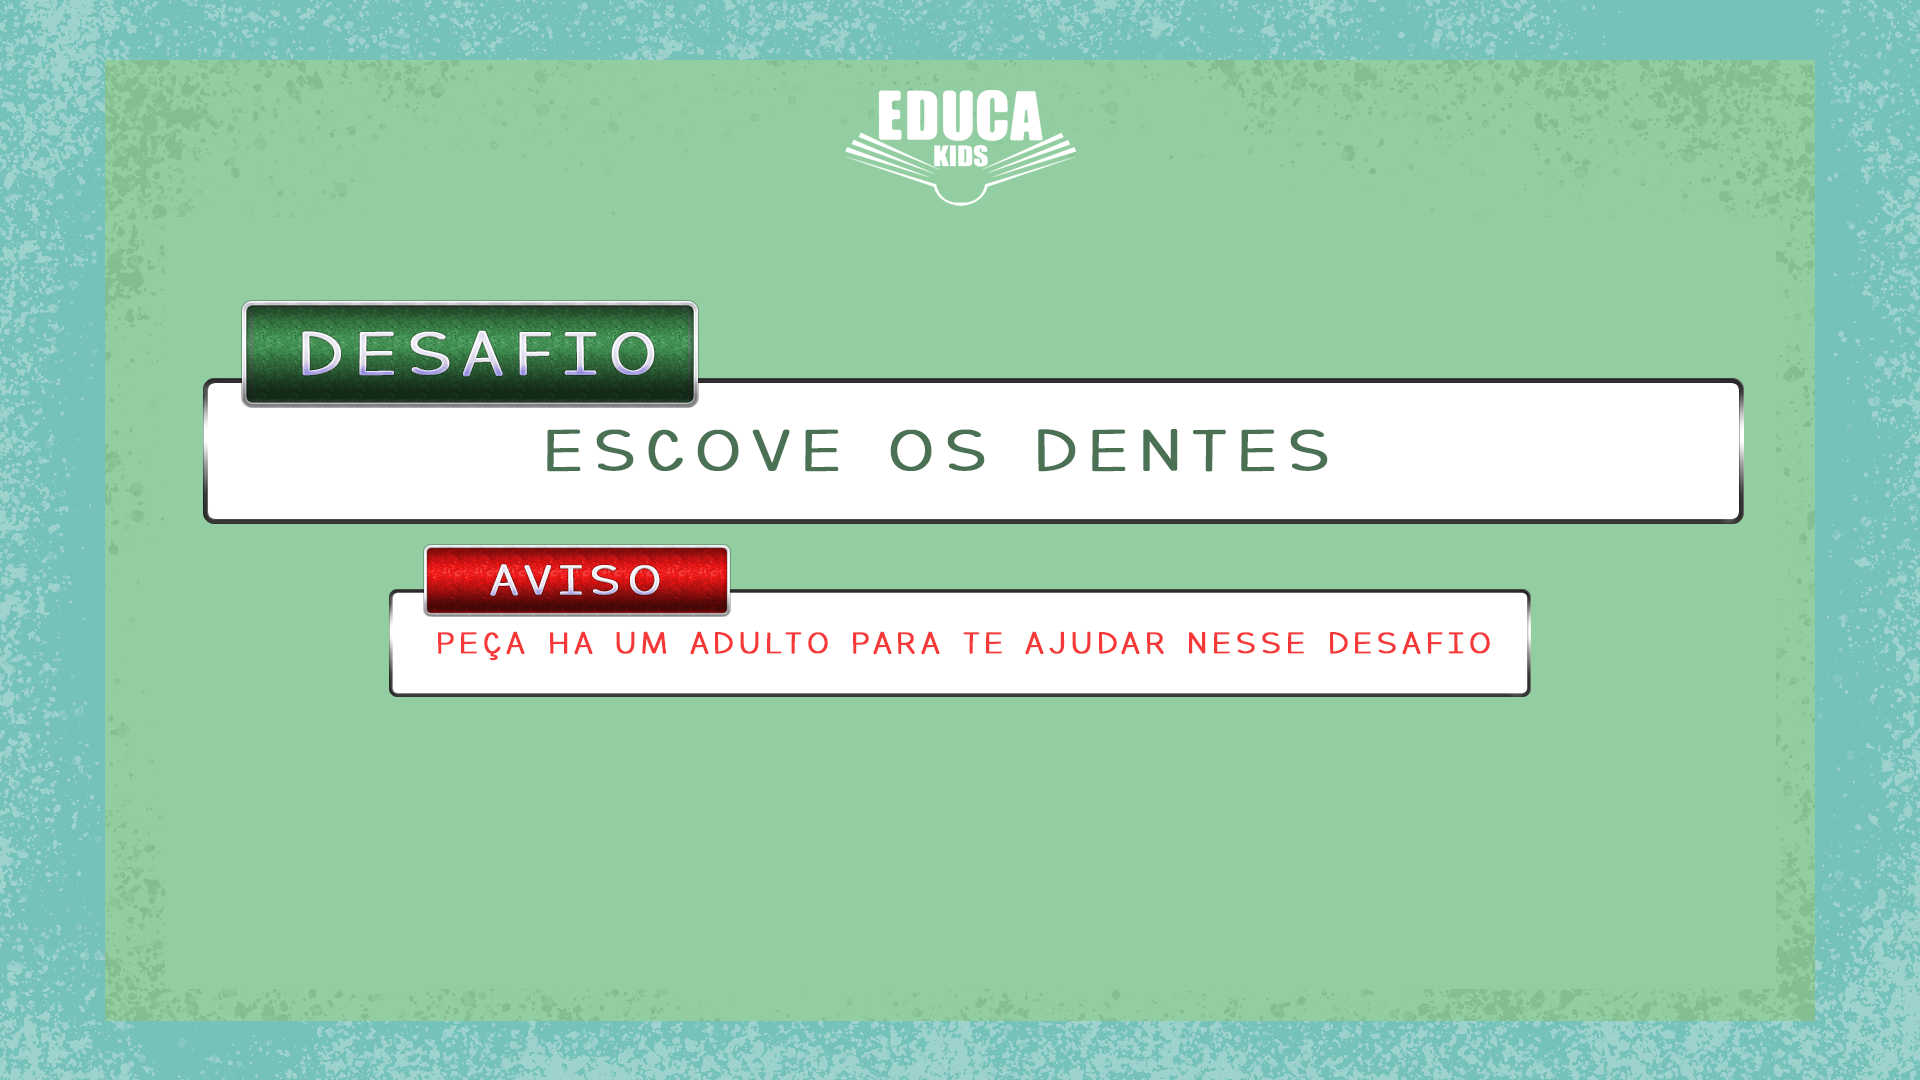 EDUCA
KIDS
DESAFIO
ESCOVE OS DENTES
AVISO
PEÇA HA UM ADULTO PARA TE AJUDAR NESSE DESAFIO